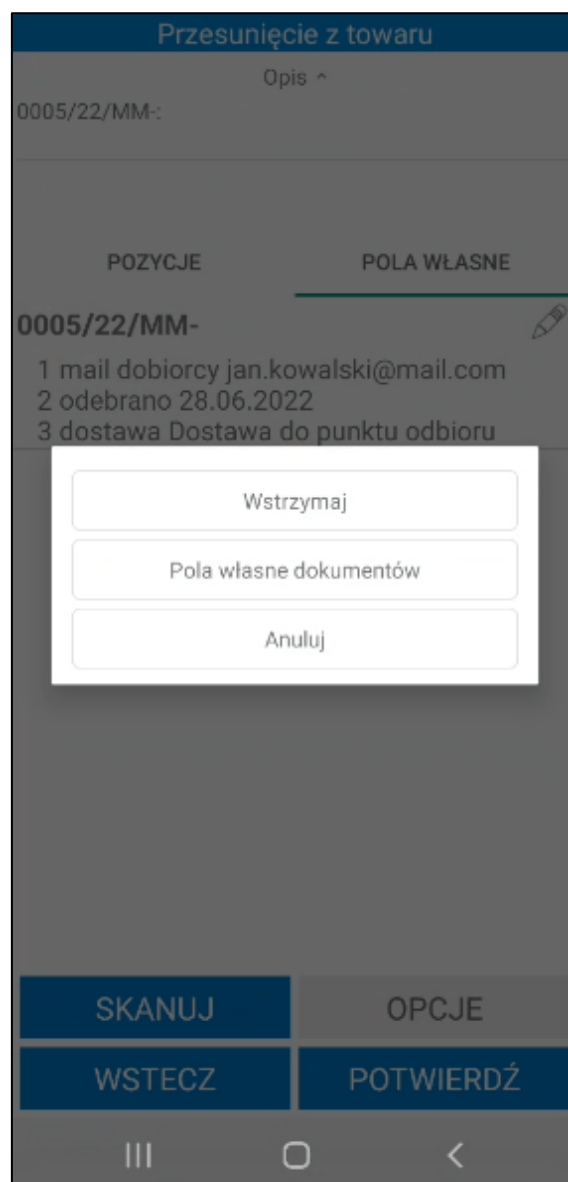 Przesunięcie z towaru
Opis ^
0005/22/MM-:
POZYCJE POLA WŁASNE
0005/22/MM-
1 mail dobiorcy jan.kowalski@mail.com
2 odebrano 28.06.2022
3 dostawa Dostawa do punktu odbioru
Wstrzymaj
Pola własne dokumentów
Anuluj
SKANUJ OPCJE
WSTECZ POTWIERDŹ